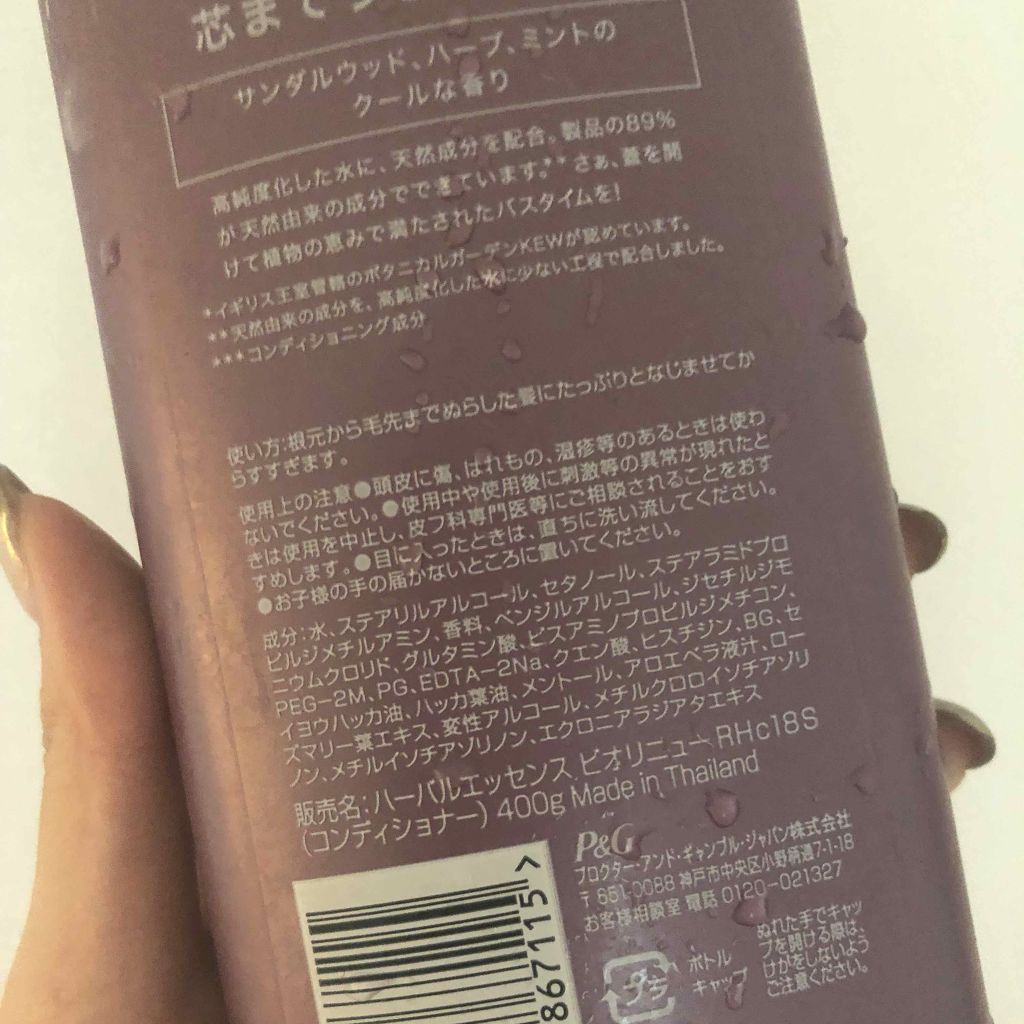 芯まで
サンダルウッド、ハーブ、ミントの
クールな香り
高純度化した水に、天然成分を配合。製品の89%
が天然由来の成分でできています。** さぁ、蓋を開
けて植物の恵みで満たされたバスタイムを!
*イギリス王室管轄のボタニカルガーデンKEWが認めています。
**天然由来の成分を、高純度化した水に少ない工程で配合しました。
***コンディショニング成分
使い方:根元から毛先までぬらした髪にたっぷりとなじませてか
らすすぎます。
使用上の注意●頭皮に傷、はれもの、湿疹等のあるときは使わ
ないでください。●使用中や使用後に刺激等の異常が現れたと
きは使用を中止し、皮フ科専門医等にご相談されることをおす
すめします。●目に入ったときは、直ちに洗い流してください。
●お子様の手の届かないところに置いてください。
成分:水、ステアリルアルコール、セタノール、ステアラミドプロ
ピルジメチルアミン、香料、ベンジルアルコール、ジセチルジモ
ニウムクロリド、グルタミン酸、ビスアミノプロピルジメチコン、
PEG-2M、PG、EDTA-2Na、クエン酸、ヒスチジン、BG、セ
イヨウハッカ油、ハッカ葉油、メントール、アロエベラ液汁、ロー
ズマリー葉エキス、変性アルコール、メチルクロロイソチアゾリ
ノン、メチルイソチアゾリノン、エクロニアラジアタエキス
販売名:ハーバルエッセンス ビオリニュー RHc18S
(コンディショナー) 400g Made in Thailand
P&G
プロクター・アンド・ギャンブル・ジャパン株式会社
〒651-0088 神戸市中央区小野柄通7-1-18
お客様相談室 電話 0120-021327
867115>
プラ
ボトル
キャップ
ぬれた手でキャッ
プを開ける際は、
けがをしないよう
ご注意ください。